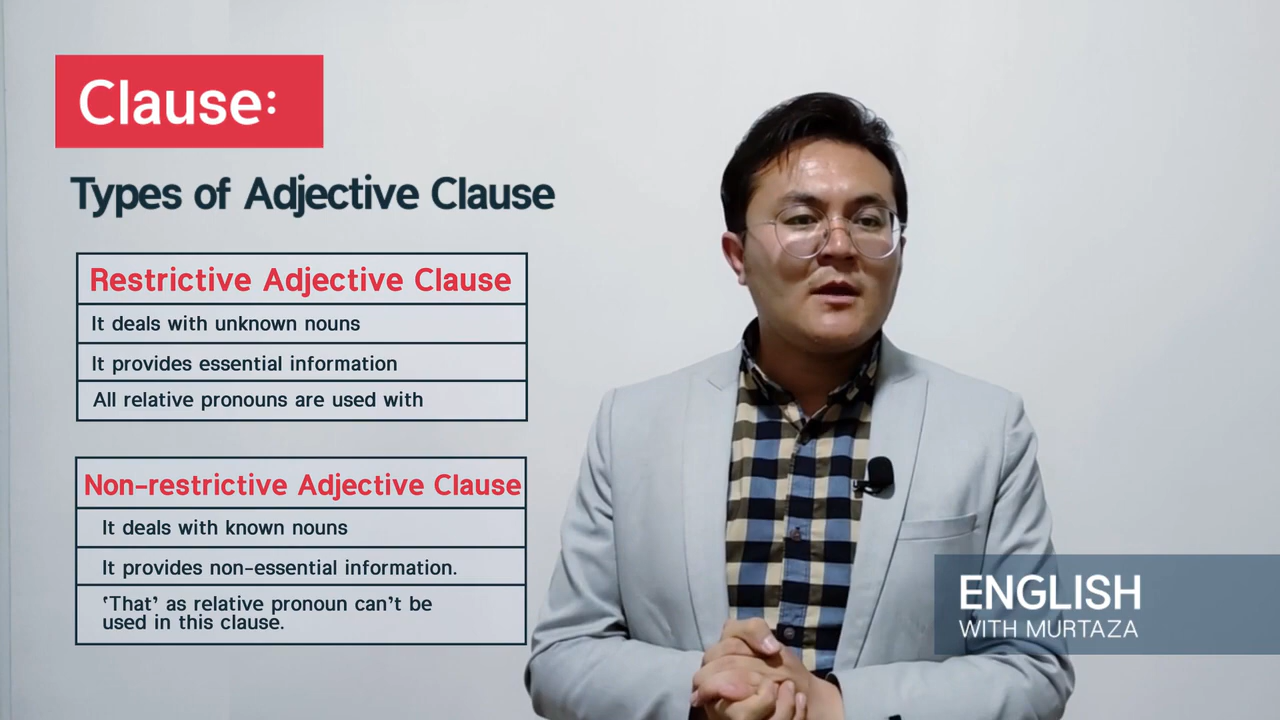 Clause:
Types of Adjective Clause
Restrictive Adjective Clause
It deals with unknown nouns
It provides essential information
All relative pronouns are used with
Non-restrictive Adjective Clause
It deals with known nouns
It provides non-essential information.
‘That’ as relative pronoun can’t be
used in this clause.
ENGLISH
WITH MURTAZA